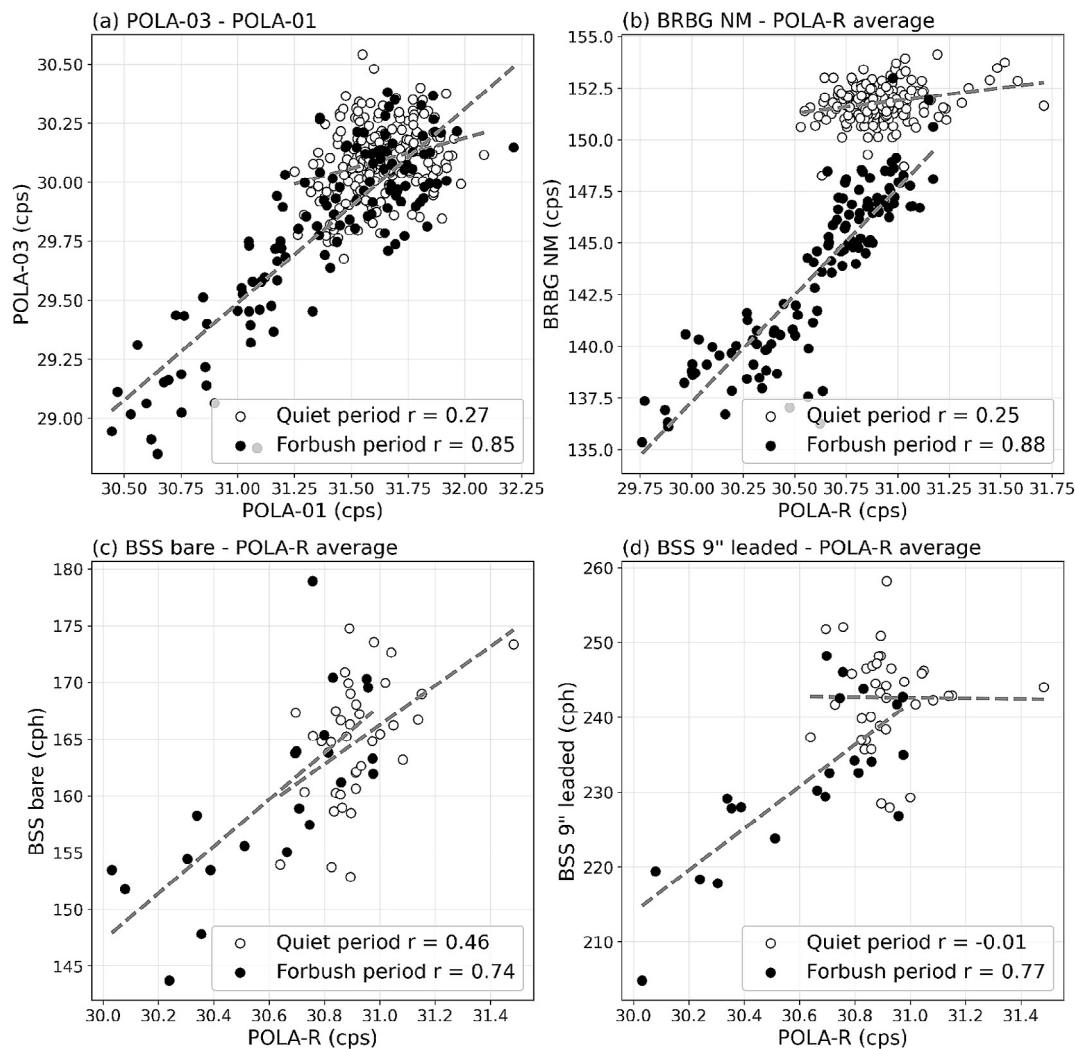 (a) POLA-03 - POLA-01
30.50
30.25
30.00
29.75
29.50
29.25
29.00
POLA-03 (cps)
Quiet period r = 0.27
Forbush period r = 0.85
30.50 30.75 31.00 31.25 31.50 31.75 32.00 32.25
POLA-01 (cps)
(b) BRBG NM - POLA-R average
155.0
152.5
150.0
147.5
145.0
142.5
140.0
137.5
135.0
BRBG NM (cps)
Quiet period r = 0.25
Forbush period r = 0.88
29.75 30.00 30.25 30.50 30.75 31.00 31.25 31.50 31.75
POLA-R (cps)
(c) BSS bare - POLA-R average
180
175
170
165
160
155
150
145
BSS bare (cph)
Quiet period r = 0.46
Forbush period r = 0.74
30.0 30.2 30.4 30.6 30.8 31.0 31.2 31.4
POLA-R (cps)
(d) BSS 9" leaded - POLA-R average
260
250
240
230
220
210
BSS 9" leaded (cph)
Quiet period r = -0.01
Forbush period r = 0.77
30.0 30.2 30.4 30.6 30.8 31.0 31.2 31.4
POLA-R (cps)